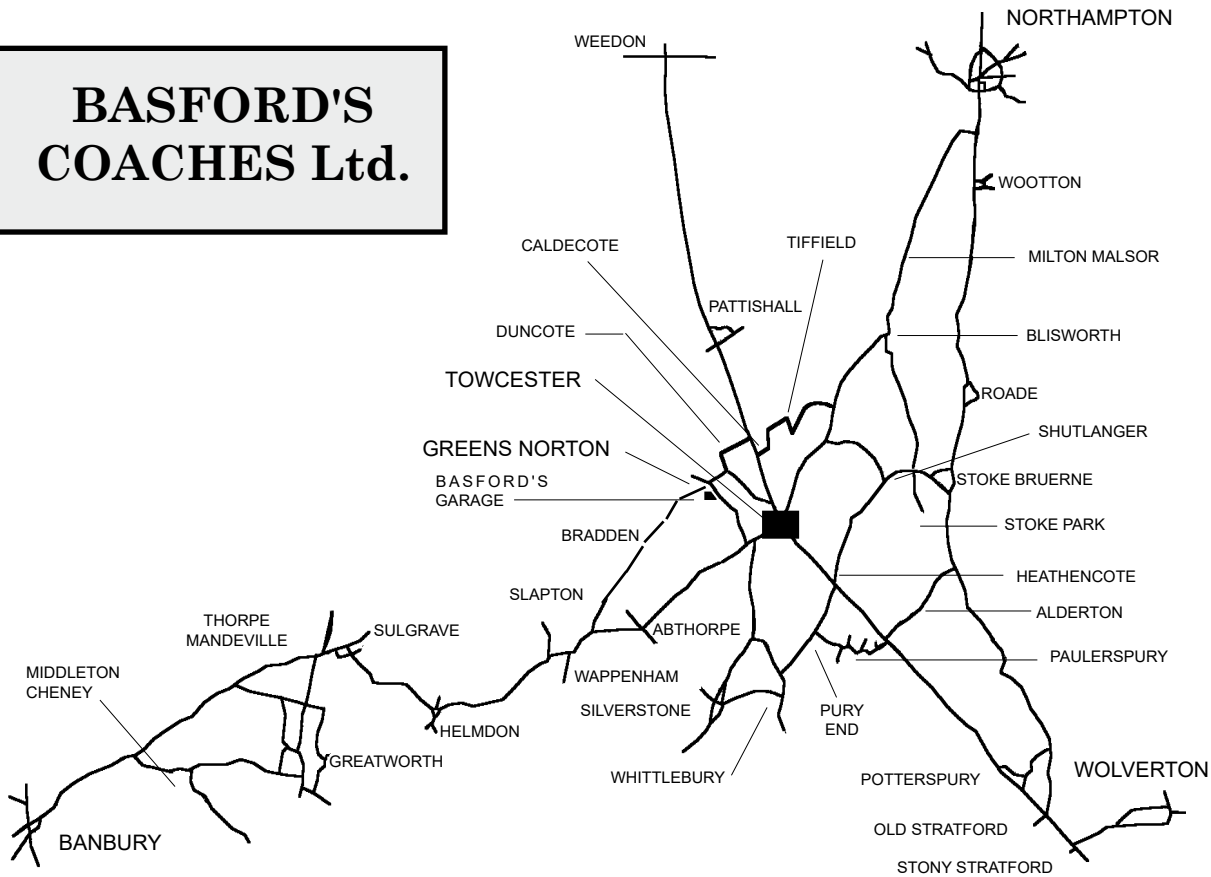 BASFORD'S
COACHES Ltd.
NORTHAMPTON
WEEDON
WOOTTON
CALDECOTE
TIFFIELD
MILTON MALSOR
PATTISHALL
DUNCOTE
BLISWORTH
TOWCESTER
ROADE
SHUTLANGER
GREENS NORTON
BASFORD'S
GARAGE
STOKE BRUERNE
STOKE PARK
BRADDEN
HEATHENCOTE
SLAPTON
ALDERTON
THORPE
MANDEVILLE
SULGRAVE
ABTHORPE
PAULERSPURY
MIDDLETON
CHENEY
WAPPENHAM
SILVERSTONE
PURY
END
HELMDON
GREATWORTH
WHITTLEBURY
POTTERSPURY
WOLVERTON
OLD STRATFORD
BANBURY
STONY STRATFORD